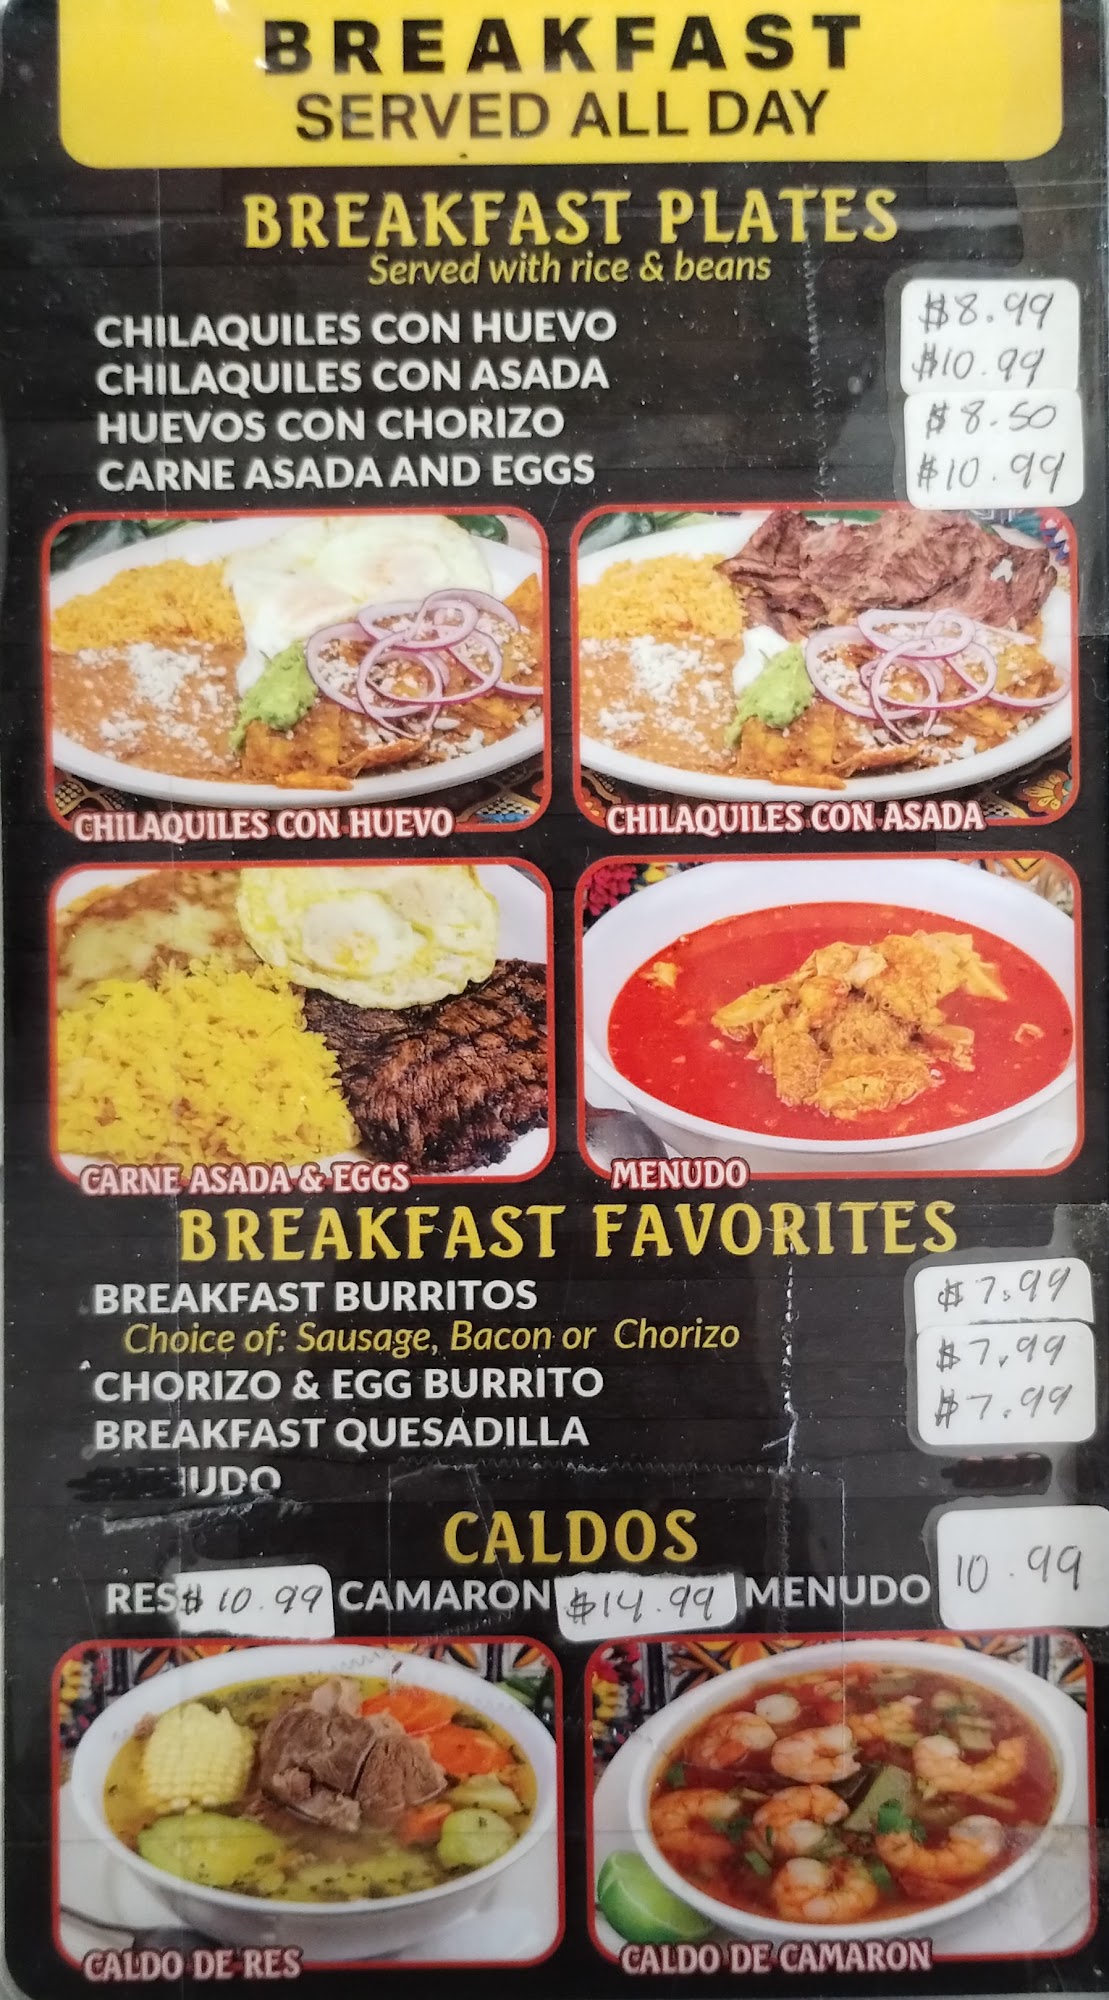 BREAKFAST
SERVED ALL DAY
BREAKFAST PLATES
Served with rice & beans
CHILAQUILES CON HUEVO $8.99
CHILAQUILES CON ASADA $10.99
HUEVOS CON CHORIZO $8.50
CARNE ASADA AND EGGS $10.99
CHILAQUILES CON HUEVO CHILAQUILES CON ASADA
CARNE ASADA & EGGS MENUDO
BREAKFAST FAVORITES
BREAKFAST BURRITOS $7.99
Choice of: Sausage, Bacon or Chorizo
CHORIZO & EGG BURRITO $7.99
BREAKFAST QUESADILLA $7.99
CALDOS
RES $10.99 CAMARON $14.99 MENUDO 10.99
CALDO DE RES CALDO DE CAMARON